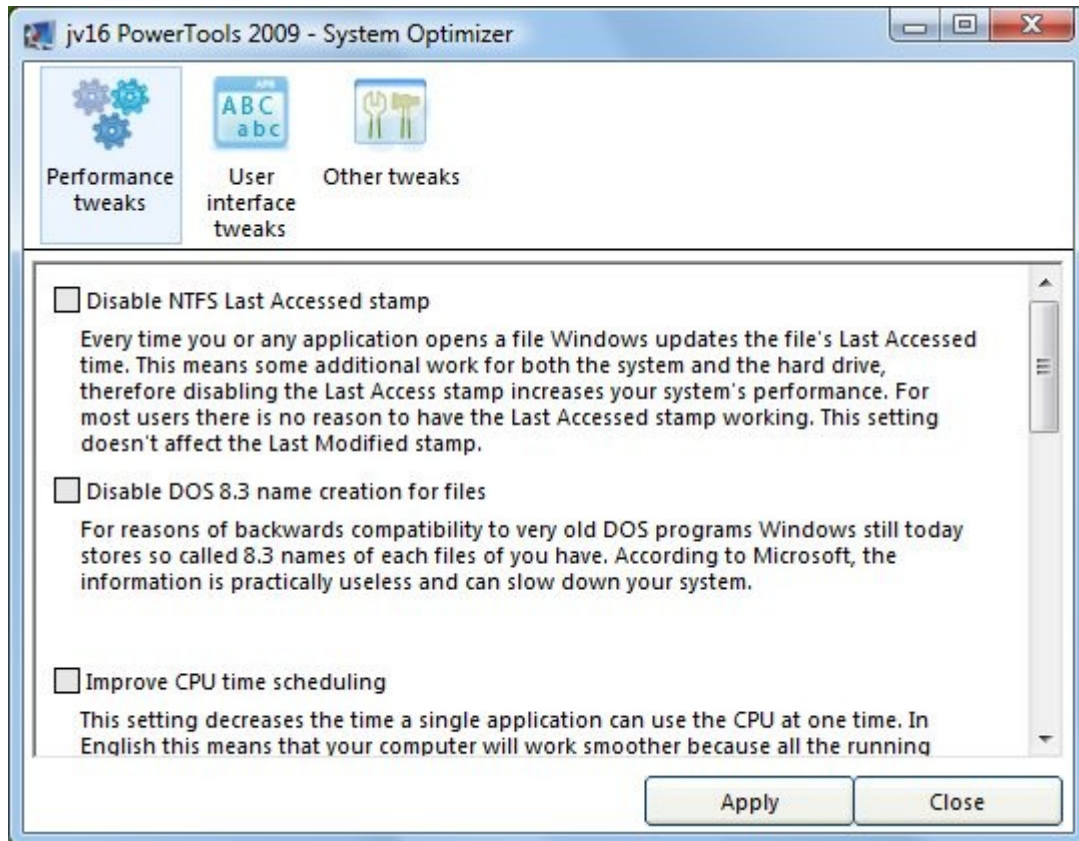 jv16 PowerTools 2009 - System Optimizer
ABC
abc
Performance
tweaks
User
interface
tweaks
Other tweaks
Disable NTFS Last Accessed stamp
Every time you or any application opens a file Windows updates the file's Last Accessed
time. This means some additional work for both the system and the hard drive,
therefore disabling the Last Access stamp increases your system's performance. For
most users there is no reason to have the Last Accessed stamp working. This setting
doesn't affect the Last Modified stamp.
Disable DOS 8.3 name creation for files
For reasons of backwards compatibility to very old DOS programs Windows still today
stores so called 8.3 names of each files of you have. According to Microsoft, the
information is practically useless and can slow down your system.
Improve CPU time scheduling
This setting decreases the time a single application can use the CPU at one time. In
English this means that your computer will work smoother because all the running
Apply
Close